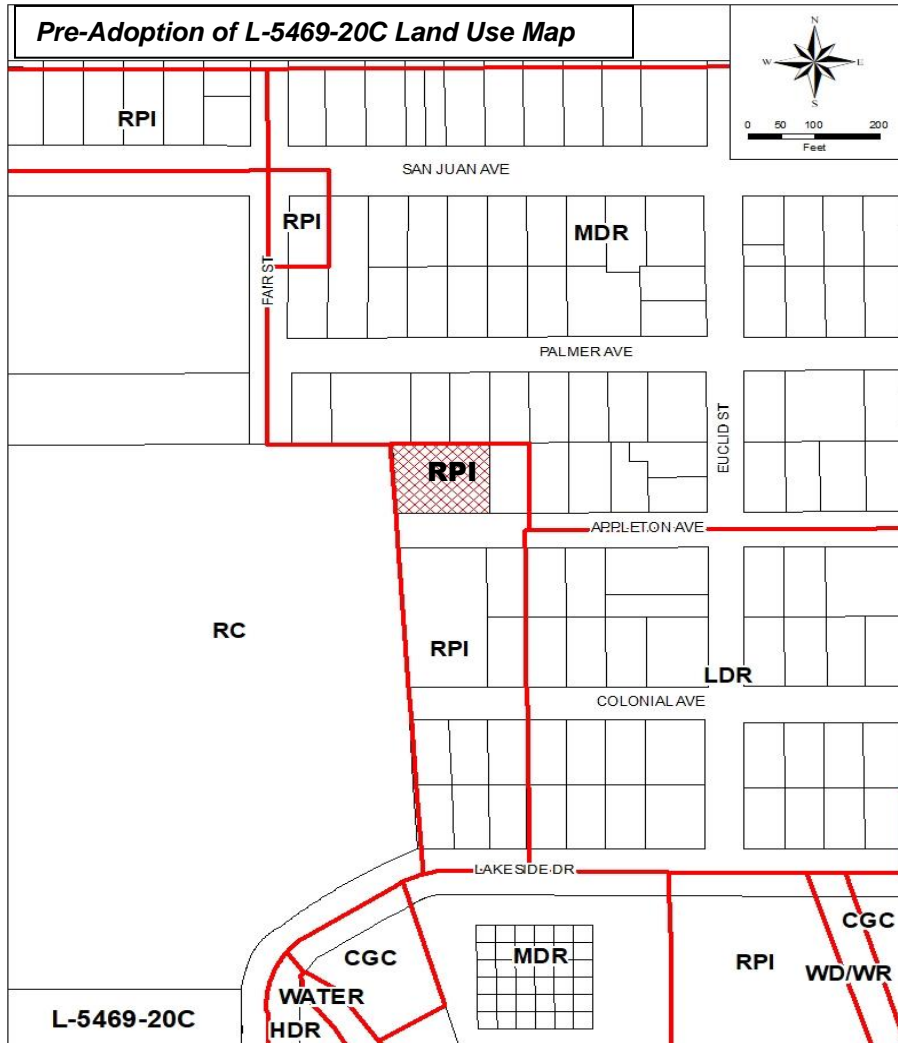 Pre-Adoption of L-5469-20C Land Use Map
N
W E
S
0 50 100 200
Feet
RPI
SAN JUAN AVE
RPI
MDR
FAIR ST
PALMER AVE
EUCLID ST
RPI
APPLETON AVE
RC
RPI
LDR
COLONIAL AVE
LAKESIDE DR
CGC
CGC
MDR
RPI
WD/WR
WATER
L-5469-20C
HDR